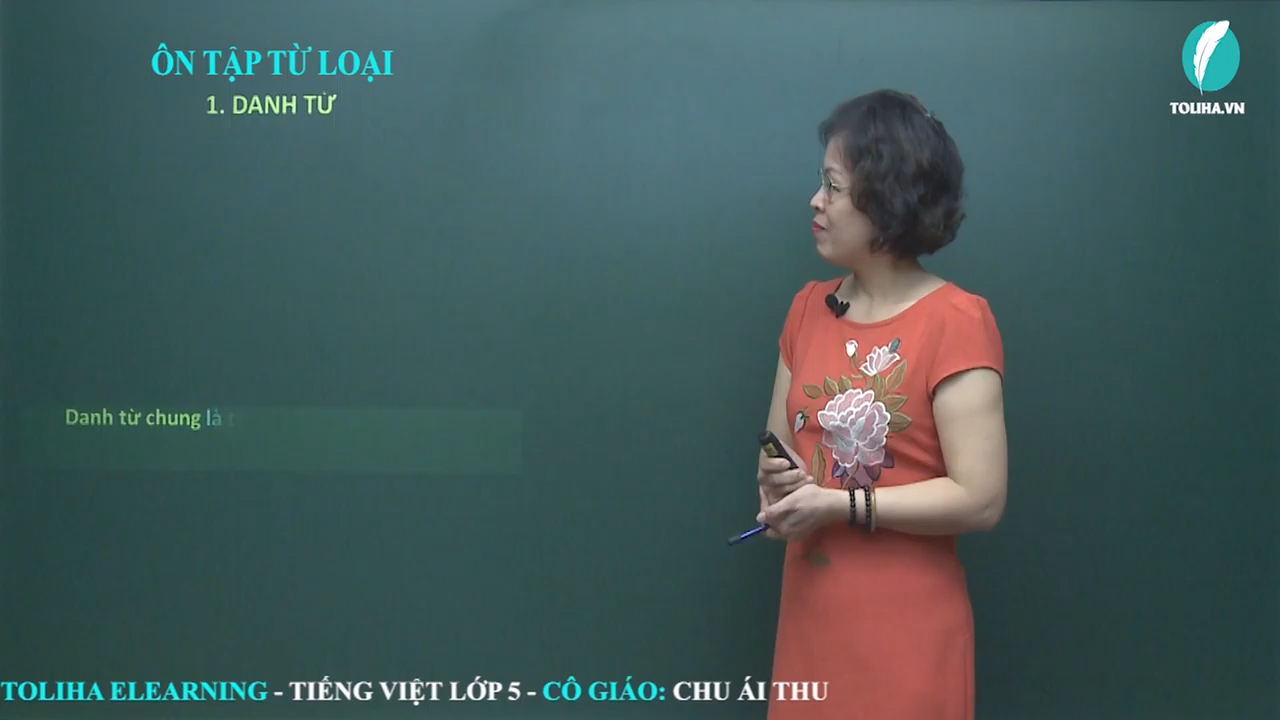 ÔN TẬP TỪ LOẠI
1. DANH TỪ
TOLIHA.VN
Danh từ chung là
TOLIHA ELEARNING - TIẾNG VIỆT LỚP 5 - CÔ GIÁO: CHU ÁI THU